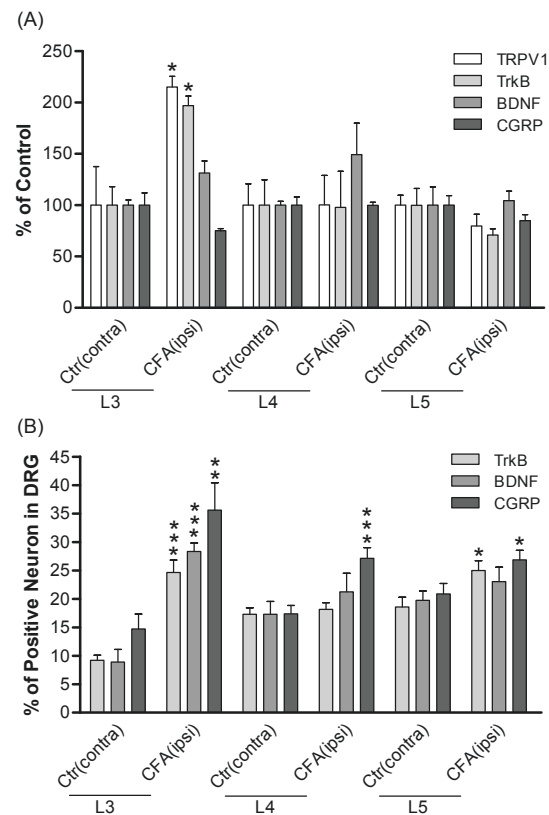 (A)
250
200
150
100
50
0
% of Control
* *
TRPV1
TrkB
BDNF
CGRP
Ctr(contra) CFA(ipsi) Ctr(contra) CFA(ipsi) Ctr(contra) CFA(ipsi)
L3 L4 L5
(B)
45
40
35
30
25
20
15
10
5
0
% of Positive Neuron in DRG
*** *** ** *** * *
TrkB
BDNF
CGRP
Ctr(contra) CFA(ipsi) Ctr(contra) CFA(ipsi) Ctr(contra) CFA(ipsi)
L3 L4 L5